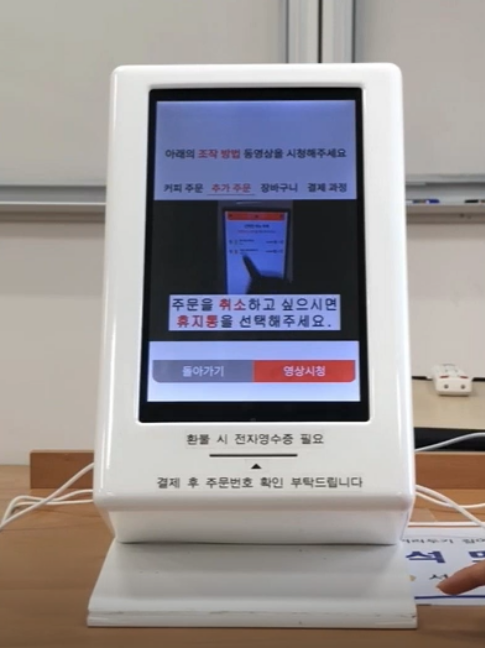 아래의 조작 방법 동영상을 시청해주세요
커피 주문 추가 주문 장바구니 결제 과정
주문을 취소하고 싶으시면
휴지통을 선택해주세요.
돌아가기 영상시청
환불 시 전자영수증 필요
결제 후 주문번호 확인 부탁드립니다
석